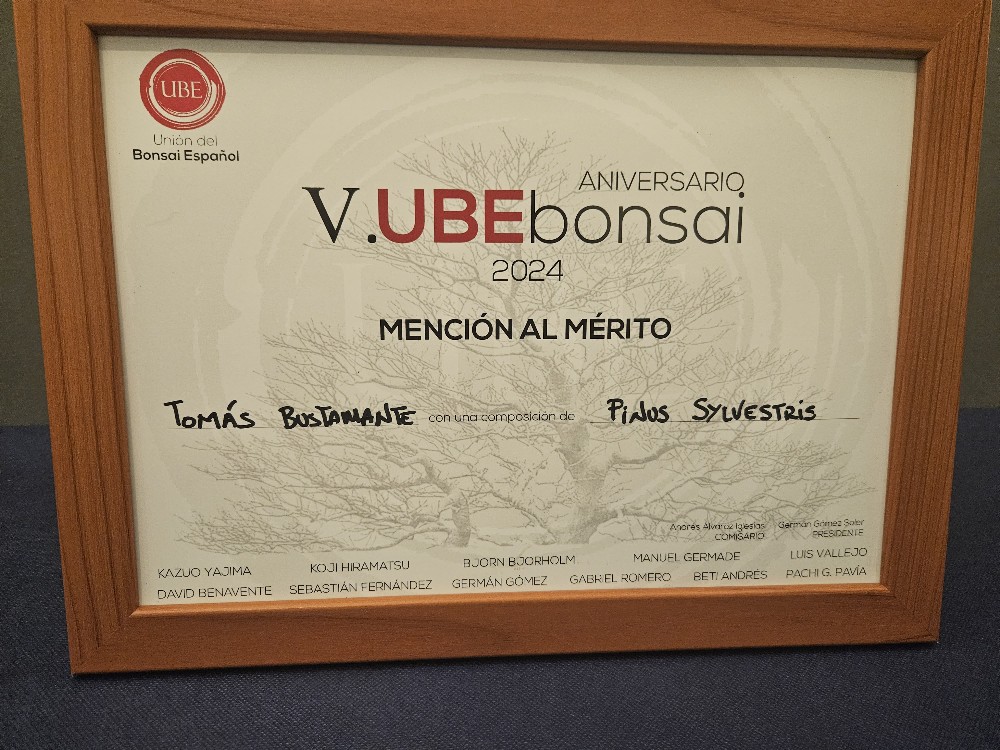 UBE
Unión del
Bonsai Español
ANIVERSARIO
V.UBEbonsai
2024
MENCIÓN AL MÉRITO
TOMÁS BUSTAMANTE con una composición de PINUS SYLVESTRIS
Andrés Álvarez Iglesias Germán Gómez Soler
COMISARIO PRESIDENTE
KAZUO YAJIMA KOJI HIRAMATSU BJORN BJORHOLM MANUEL GERMADE LUIS VALLEJO
DAVID BENAVENTE SEBASTIÁN FERNÁNDEZ GERMÁN GÓMEZ GABRIEL ROMERO BETI ANDRÉS PACHI G. PAVÍA